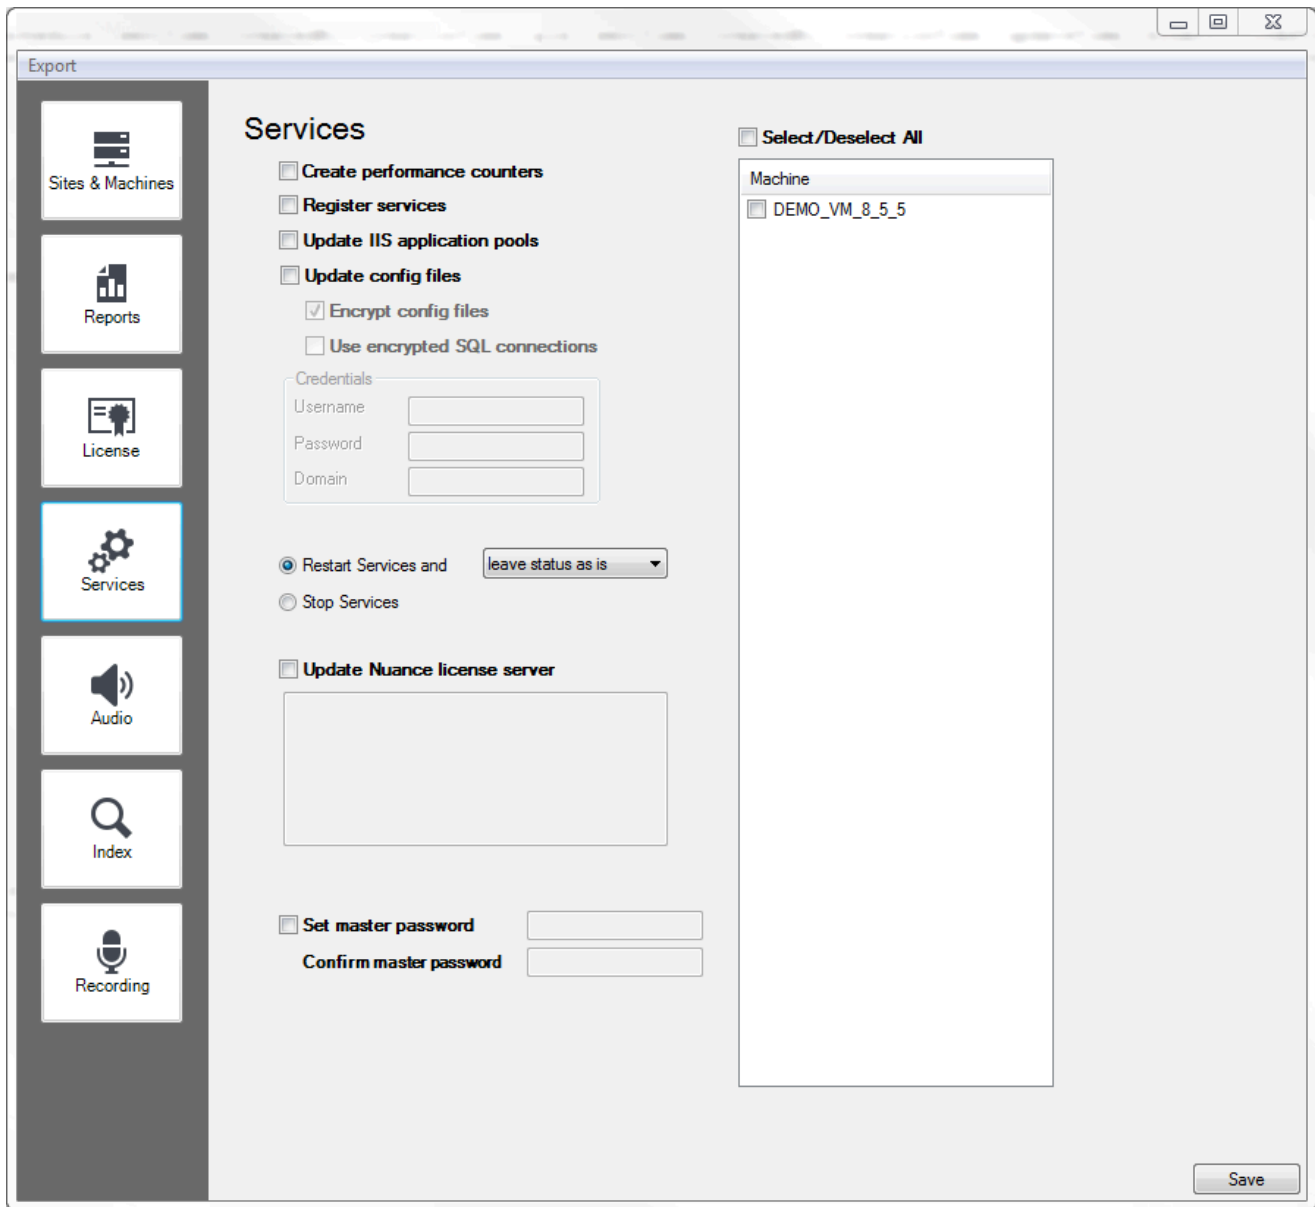 Export
Sites & Machines
Reports
License
Services
Audio
Index
Recording
Services
Create performance counters
Register services
Update IIS application pools
Update config files
Encrypt config files
Use encrypted SQL connections
Credentials
Username
Password
Domain
Restart Services and leave status as is
Stop Services
Update Nuance license server
Set master password
Confirm master password
Select/Deselect All
Machine
DEMO_VM_8_5_5
Save